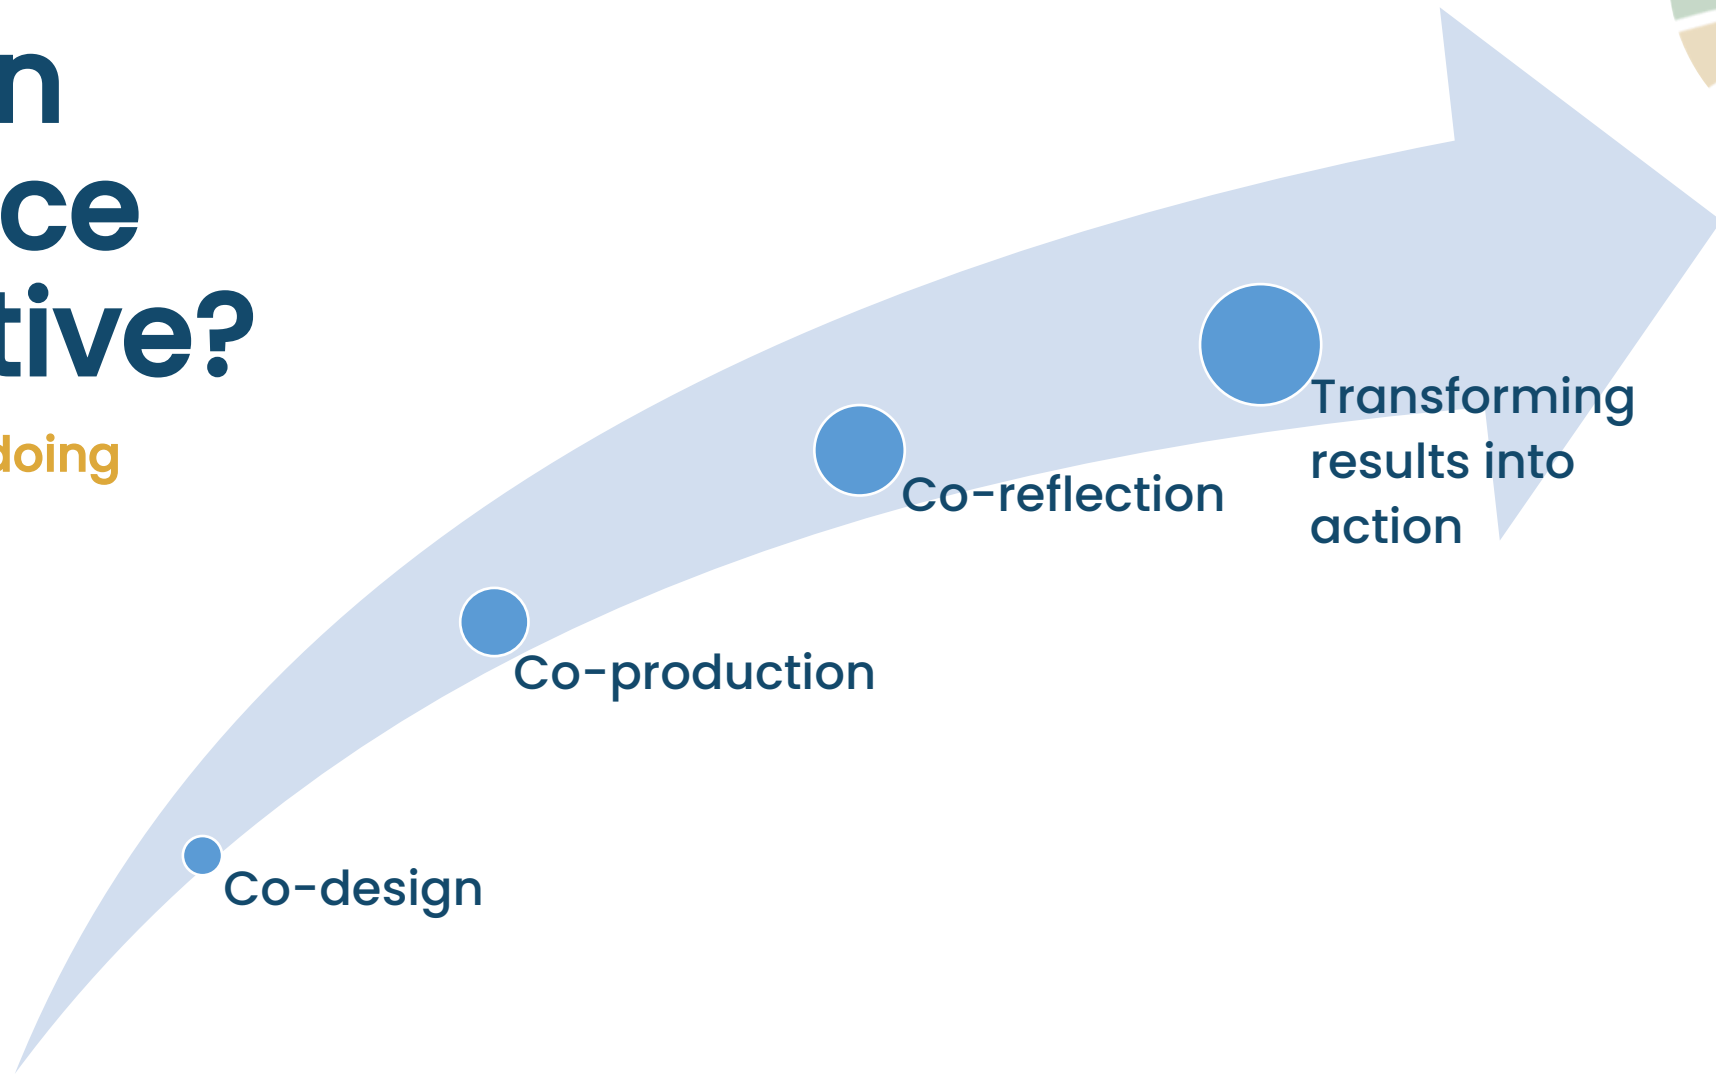 n
ce
tive?
doing
Transforming
results into
action
Co-reflection
Co-production
Co-design